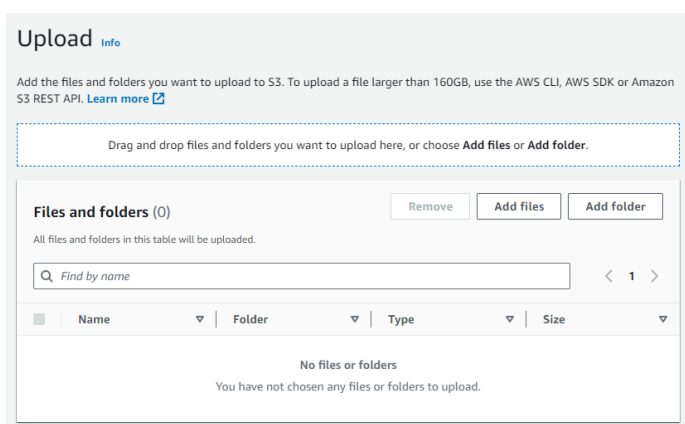 Upload Info
Add the files and folders you want to upload to S3. To upload a file larger than 160GB, use the AWS CLI, AWS SDK or Amazon
S3 REST API. Learn more
Drag and drop files and folders you want to upload here, or choose Add files or Add folder.
Files and folders (0)
Remove
Add files
Add folder
All files and folders in this table will be uploaded.
Find by name
1
Name Folder Type Size
No files or folders
You have not chosen any files or folders to upload.